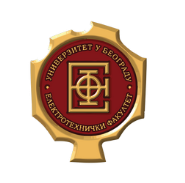 УНИВЕРЗИТЕТ У БЕОГРАДУ
ЕЛЕКТРОТЕХНИЧКИ ФАКУЛТЕТ